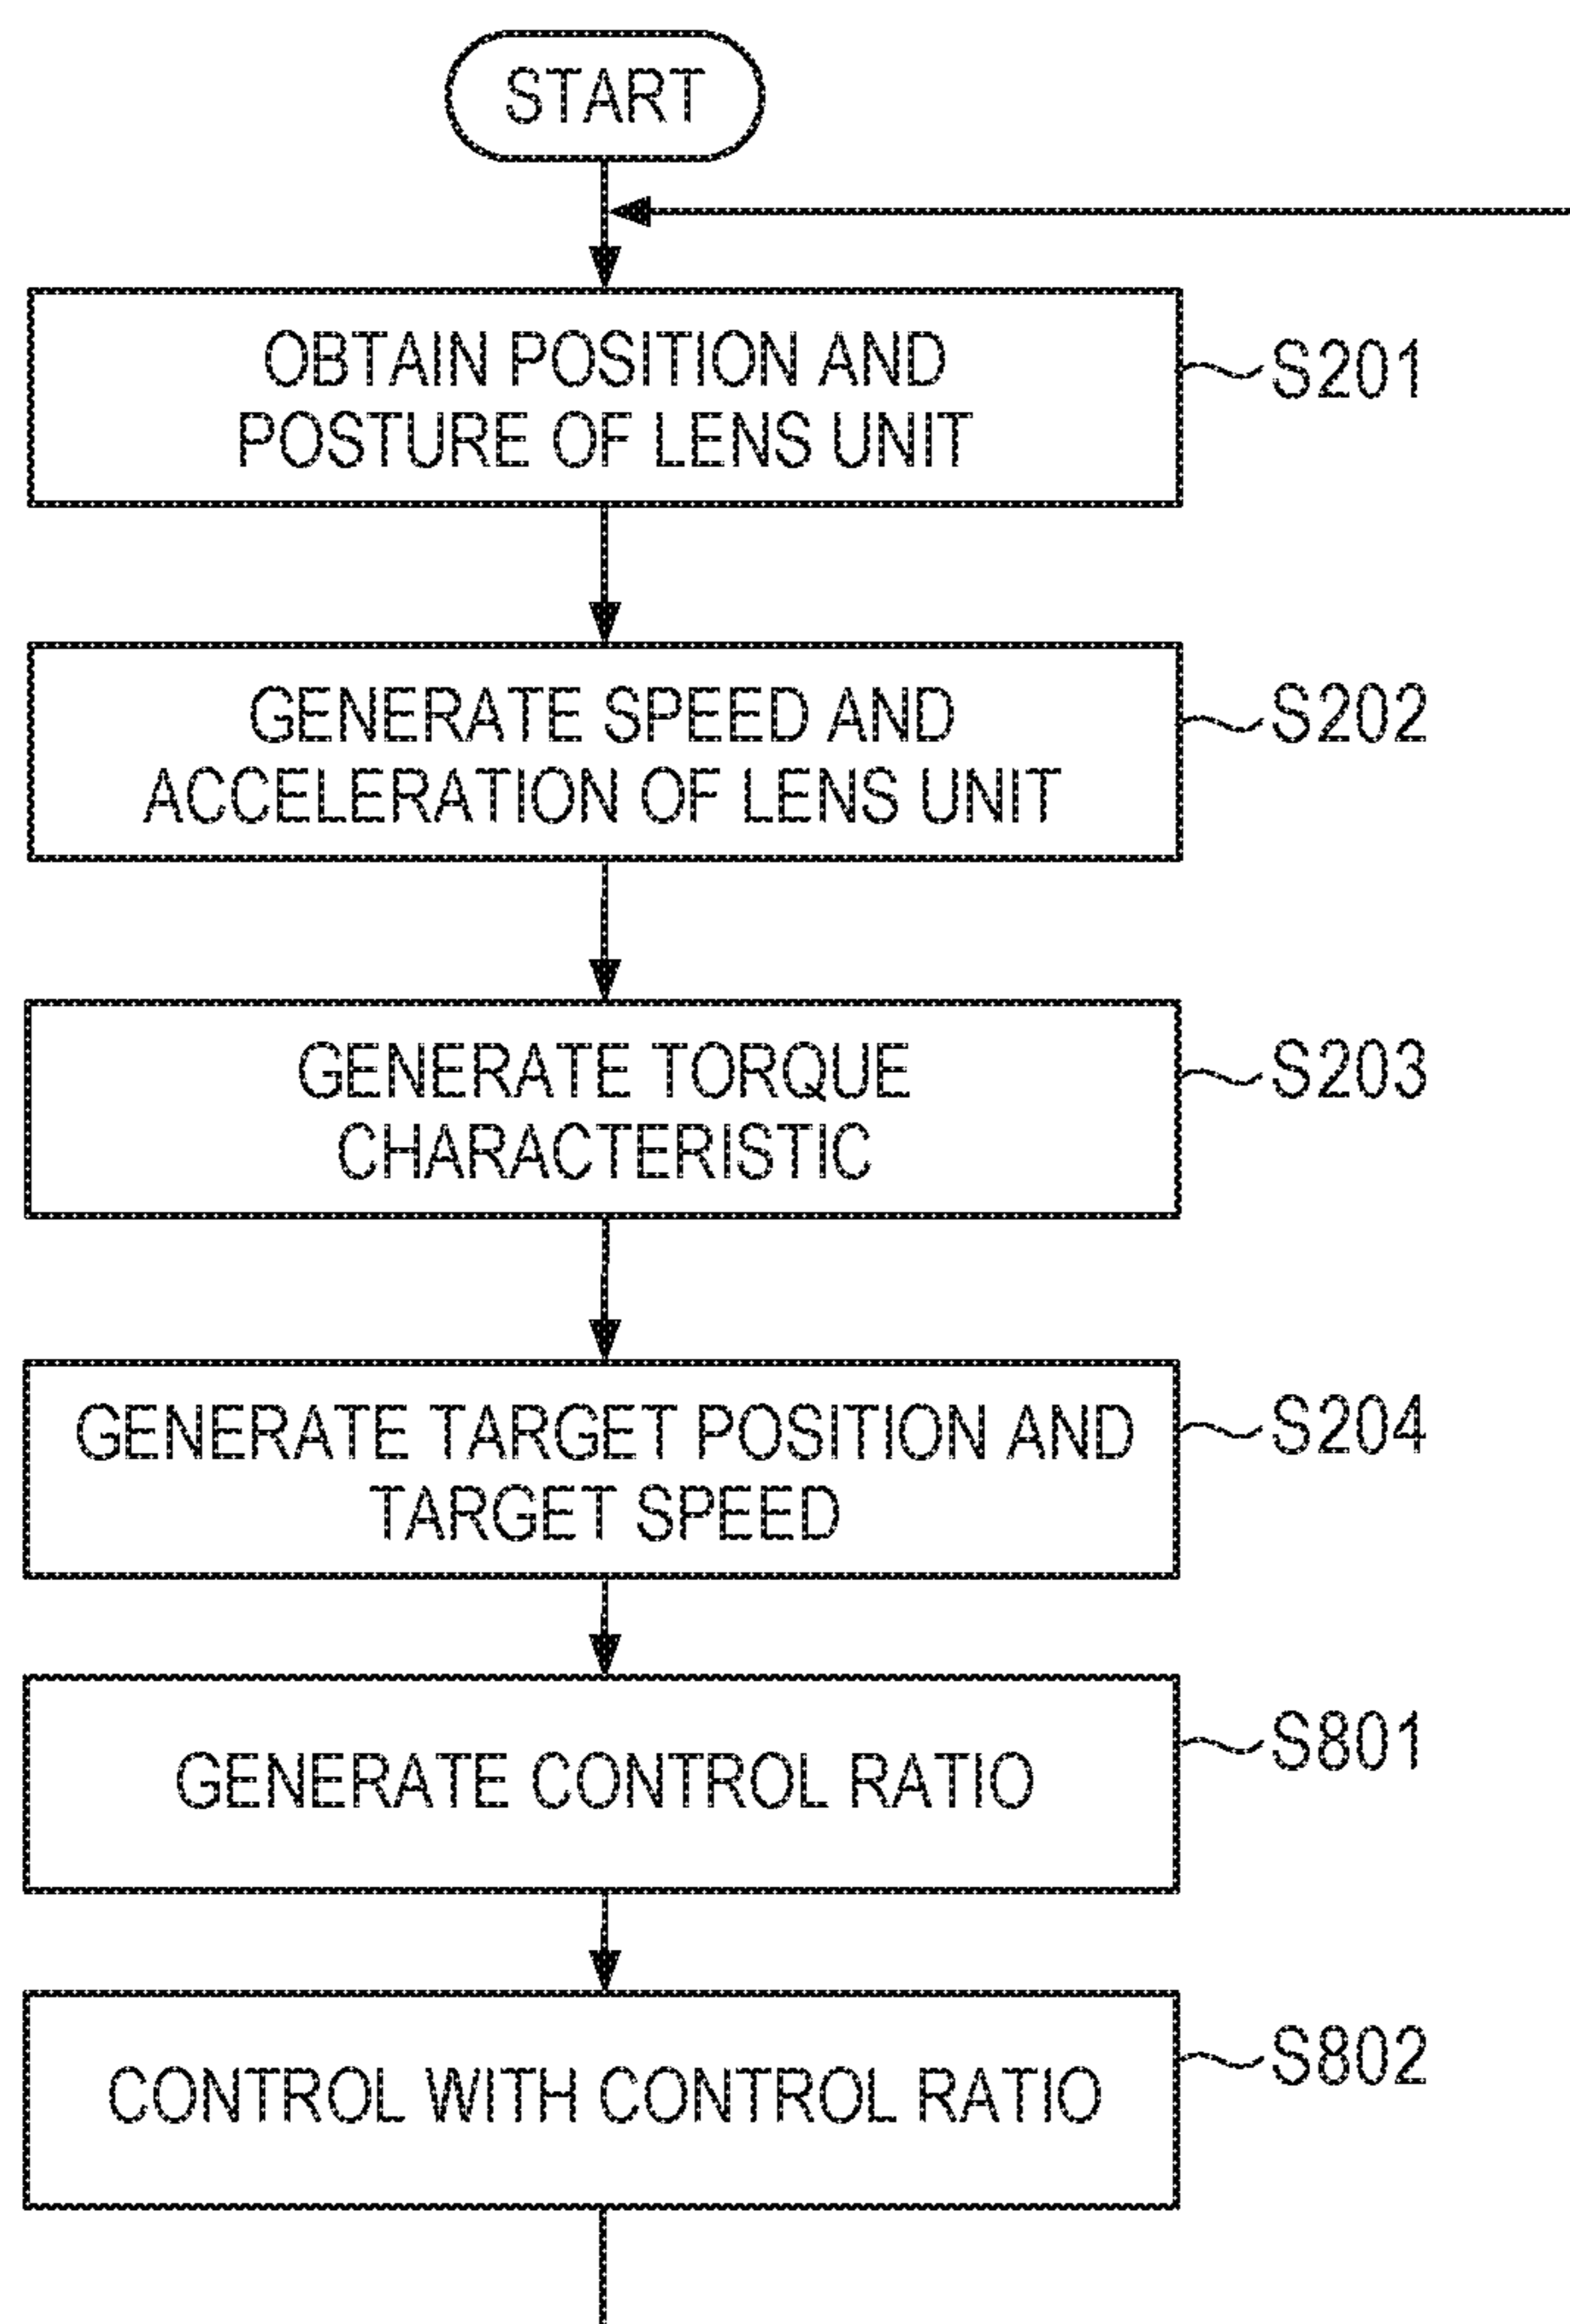 START
OBTAIN POSITION AND
POSTURE OF LENS UNIT
S201
GENERATE SPEED AND
ACCELERATION OF LENS UNIT
S202
GENERATE TORQUE
CHARACTERISTIC
S203
GENERATE TARGET POSITION AND
TARGET SPEED
S204
GENERATE CONTROL RATIO
S801
CONTROL WITH CONTROL RATIO
S802